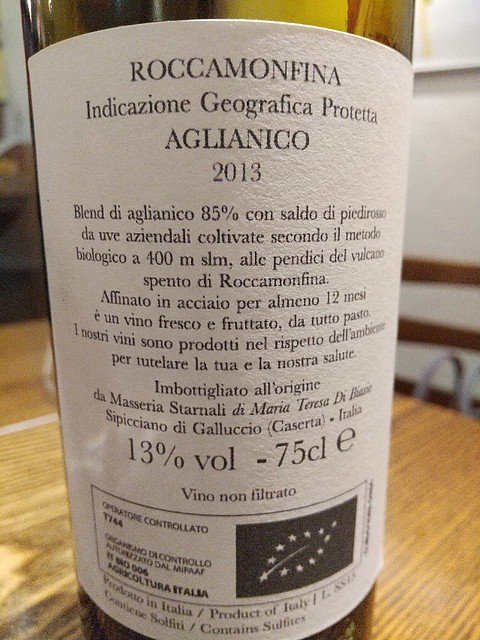 ROCCAMONFINA
Indicazione Geografica Protetta
AGLIANICO
2013
Blend di aglianico 85% con saldo di piedirosso
da uve aziendali coltivate secondo il metodo
biologico a 400 m slm, alle pendici del vulcano
spento di Roccamonfina.
Affinato in acciaio per almeno 12 mesi
è un vino fresco e fruttato, da tutto pasto.
I nostri vini sono prodotti nel rispetto dell'ambiente
per tutelare la tua e la nostra salute.
Imbottigliato all'origine
da Masseria Starnali di Maria Teresa Di Biasio
Sipicciano di Galluccio (Caserta) - Italia
13% vol - 75cl e
Vino non filtrato
OPERATORE CONTROLLATO
T744
ORGANISMO DI CONTROLLO
AUTORIZZATO DAL MIPAAF
IT BIO 006
AGRICOLTURA ITALIA
Prodotto in Italia / Product of Italy | L.
Contiene Solfiti / Contains Sulfites